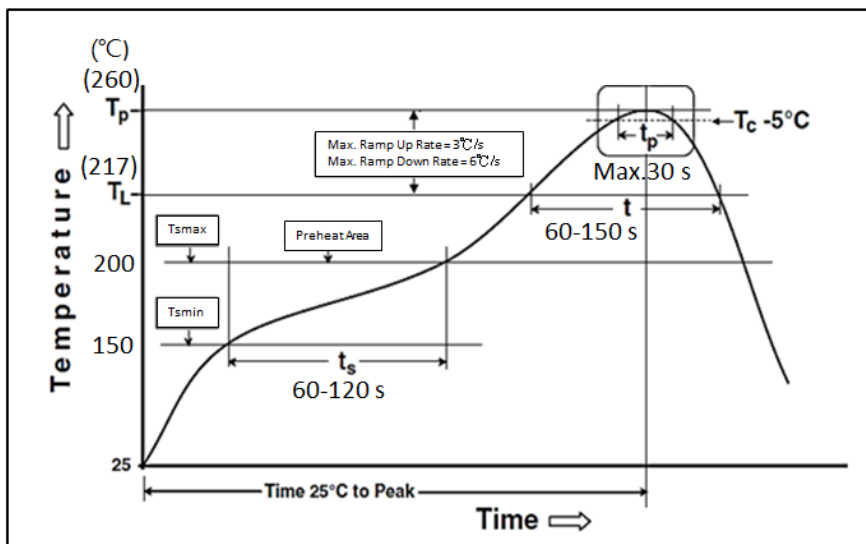 (℃)
(260)
Tp
Tc -5°C
tp
Max. Ramp Up Rate=3℃/s
Max. Ramp Down Rate=6℃/s
Max.30 s
(217)
TL
t
60-150 s
Tsmax
Preheat Area
200
Tsmin
150
ts
60-120 s
25
Time 25°C to Peak
Time
Temperature